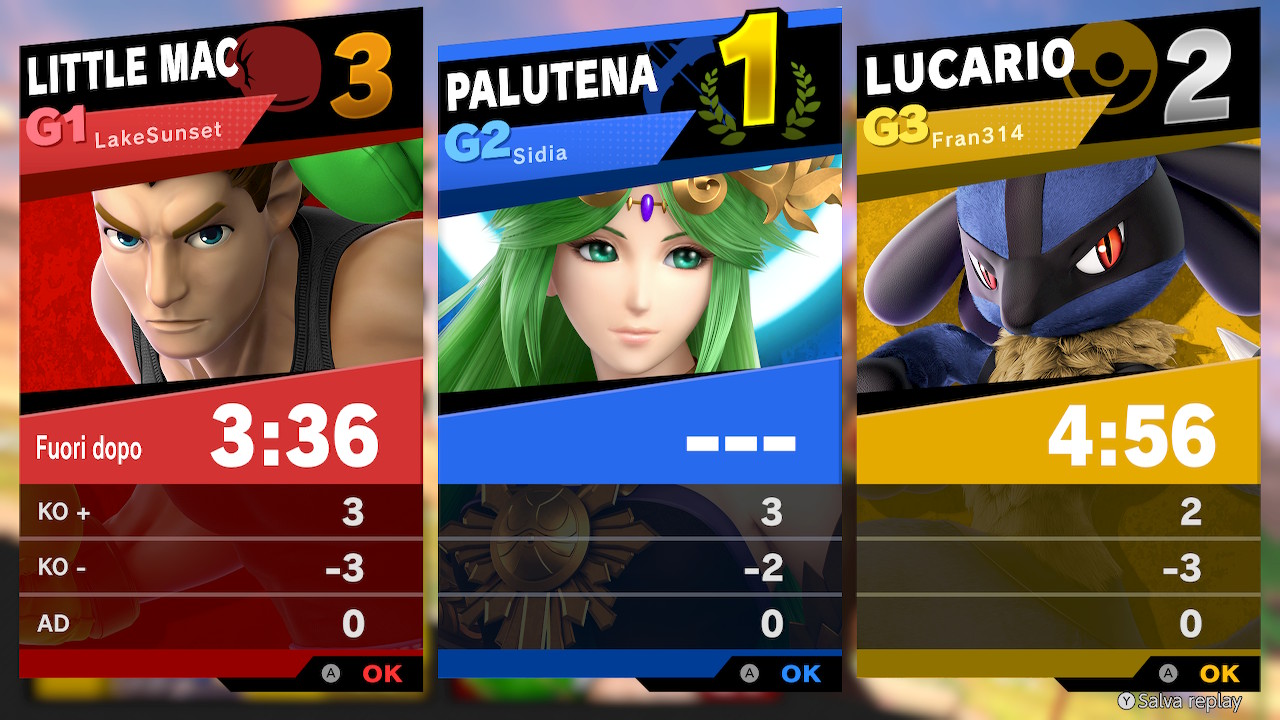 LITTLE MAC
3
G1 LakeSunset
Fuori dopo 3:36
KO + 3
KO - -3
AD 0
A OK
PALUTENA
1
G2 Sidia
---
3
-2
0
A OK
LUCARIO
2
G3 Fran314
4:56
2
-3
0
A OK
Y Salva replay